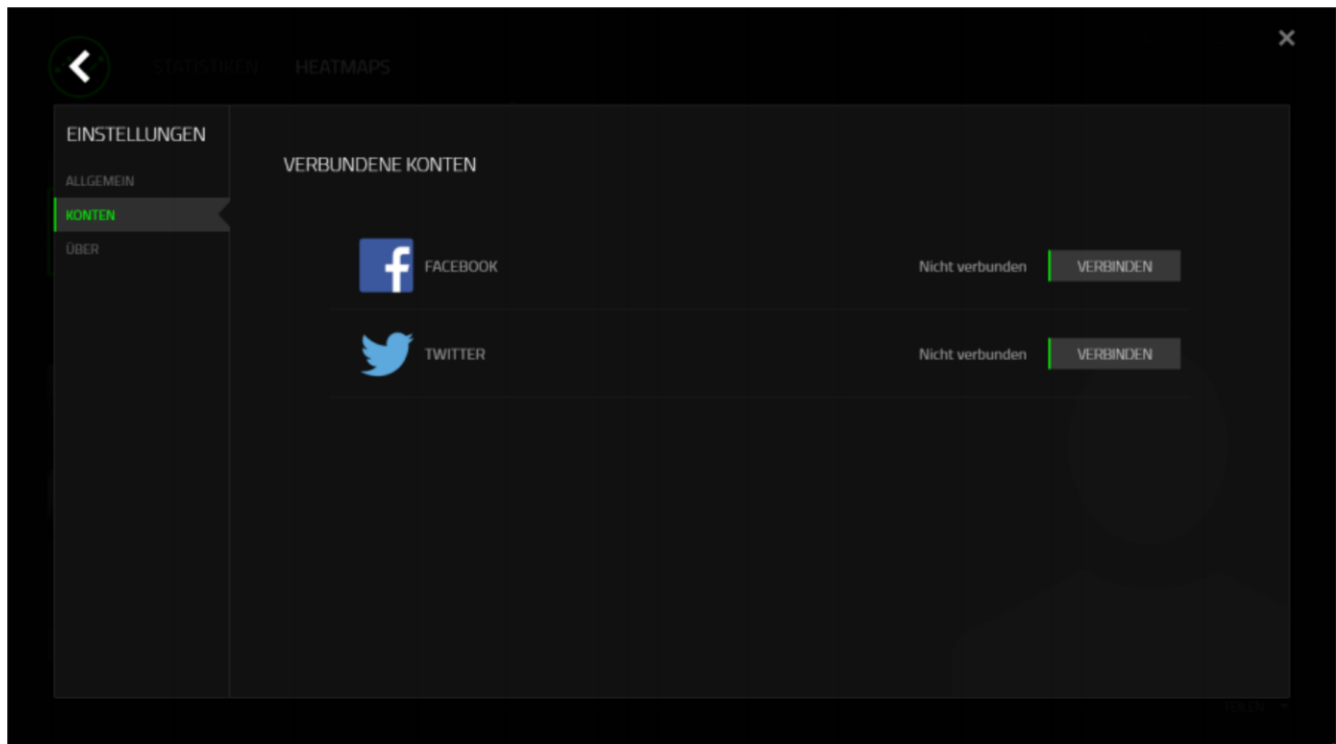 STATISTIKEN HEATMAPS
EINSTELLUNGEN
ALLGEMEIN
KONTEN
ÜBER
VERBUNDENE KONTEN
FACEBOOK Nicht verbunden VERBINDEN
TWITTER Nicht verbunden VERBINDEN